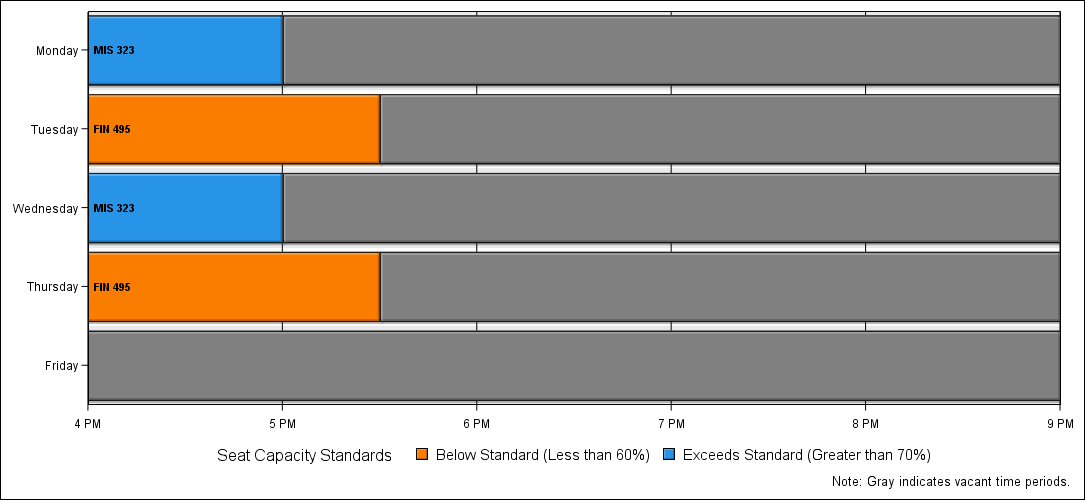 Monday
MIS 323
Tuesday
FIN 495
Wednesday
MIS 323
Thursday
FIN 495
Friday
4 PM 5 PM 6 PM 7 PM 8 PM 9 PM
Seat Capacity Standards Below Standard (Less than 60%) Exceeds Standard (Greater than 70%)
Note: Gray indicates vacant time periods.